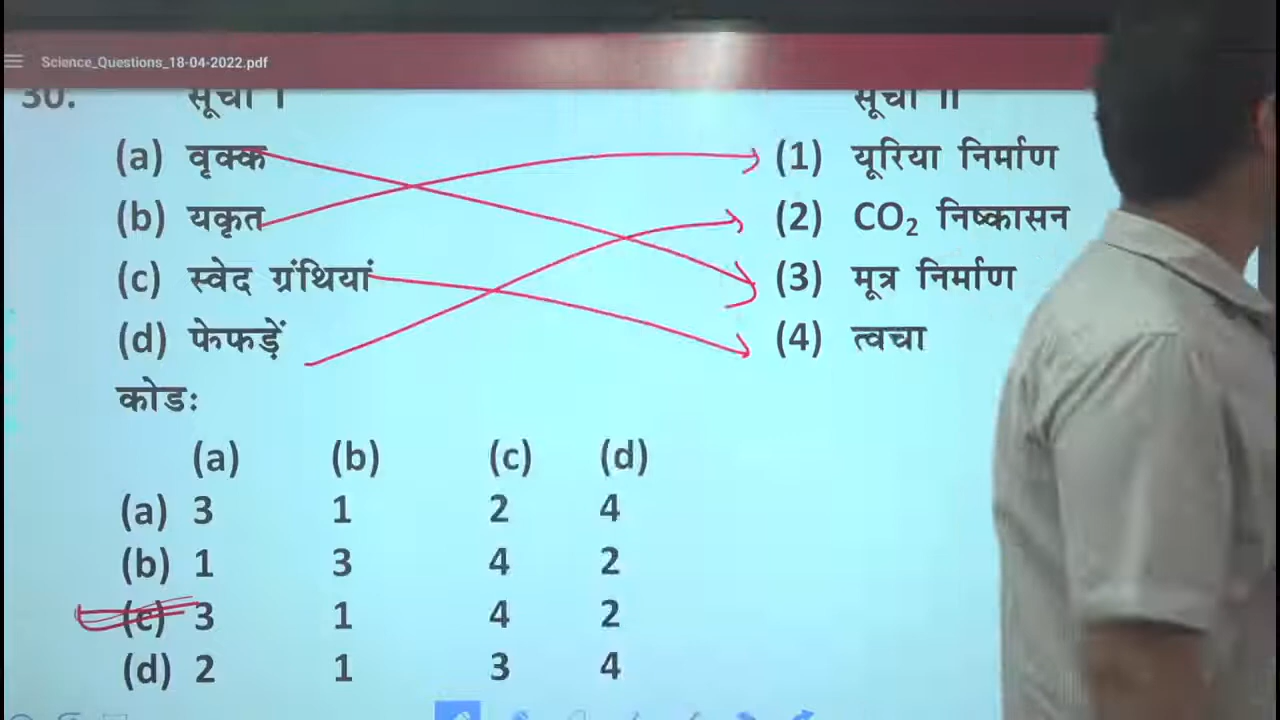 Science_Questions_18-04-2022.pdf
30. सूची I सूची II
(a) वृक्क (1) यूरिया निर्माण
(b) यकृत (2) CO₂ निष्कासन
(c) स्वेद ग्रंथियां (3) मूत्र निर्माण
(d) फेफड़ें (4) त्वचा
कोडः
(a) (b) (c) (d)
(a) 3 1 2 4
(b) 1 3 4 2
(c) 3 1 4 2
(d) 2 1 3 4